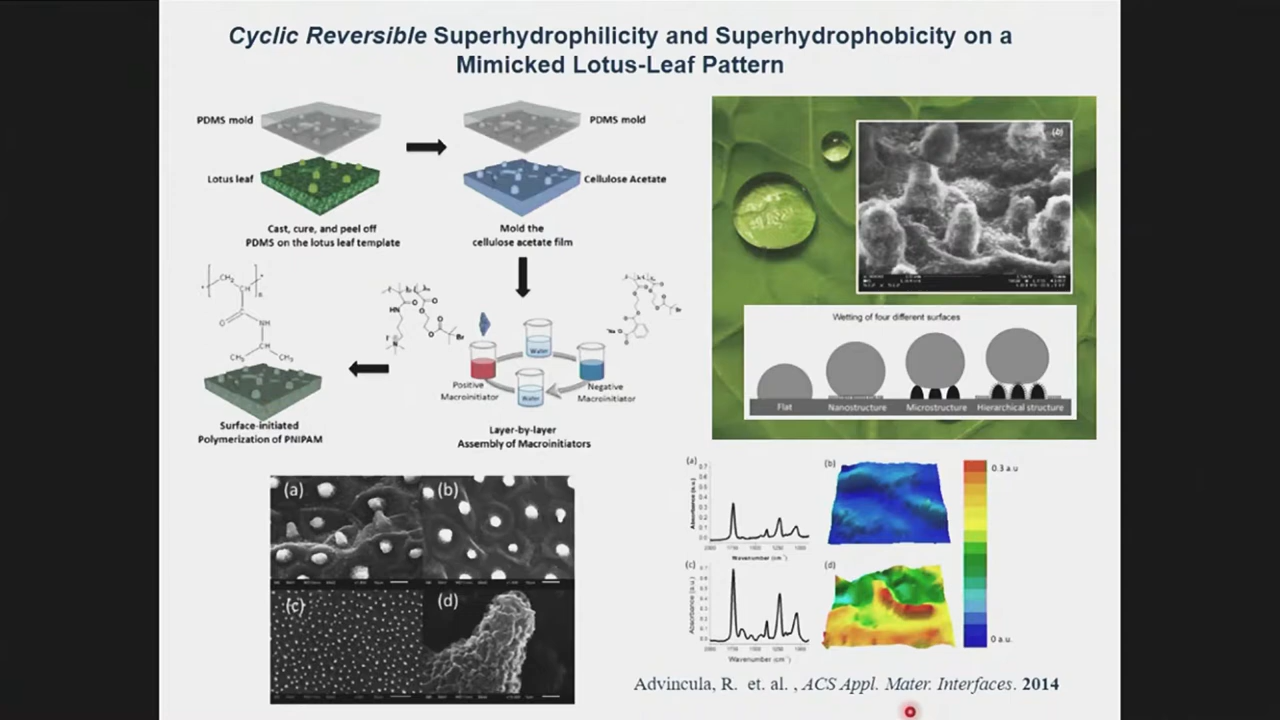 Cyclic Reversible Superhydrophilicity and Superhydrophobicity on a
Mimicked Lotus-Leaf Pattern
PDMS mold
PDMS mold
Lotus leaf
Cellulose Acetate
Cast, cure, and peel off
PDMS on the lotus leaf template
Mold the
cellulose acetate film
Water
Positive
Macroinitiator
Negative
Macroinitiator
Water
Surface-initiated
Polymerization of PNIPAM
Layer-by-layer
Assembly of Macroinitiators
Wetting of four different surfaces
Flat
Nanostructure
Microstructure
Hierarchical structure
(a)
(b)
(c)
(d)
(a)
Absorbance (a.u.)
Wavenumber (cm⁻¹)
(b)
0.3 a.u
(c)
Absorbance (a.u.)
Wavenumber (cm⁻¹)
(d)
0 a.u.
Advincula, R. et. al. , ACS Appl. Mater. Interfaces. 2014